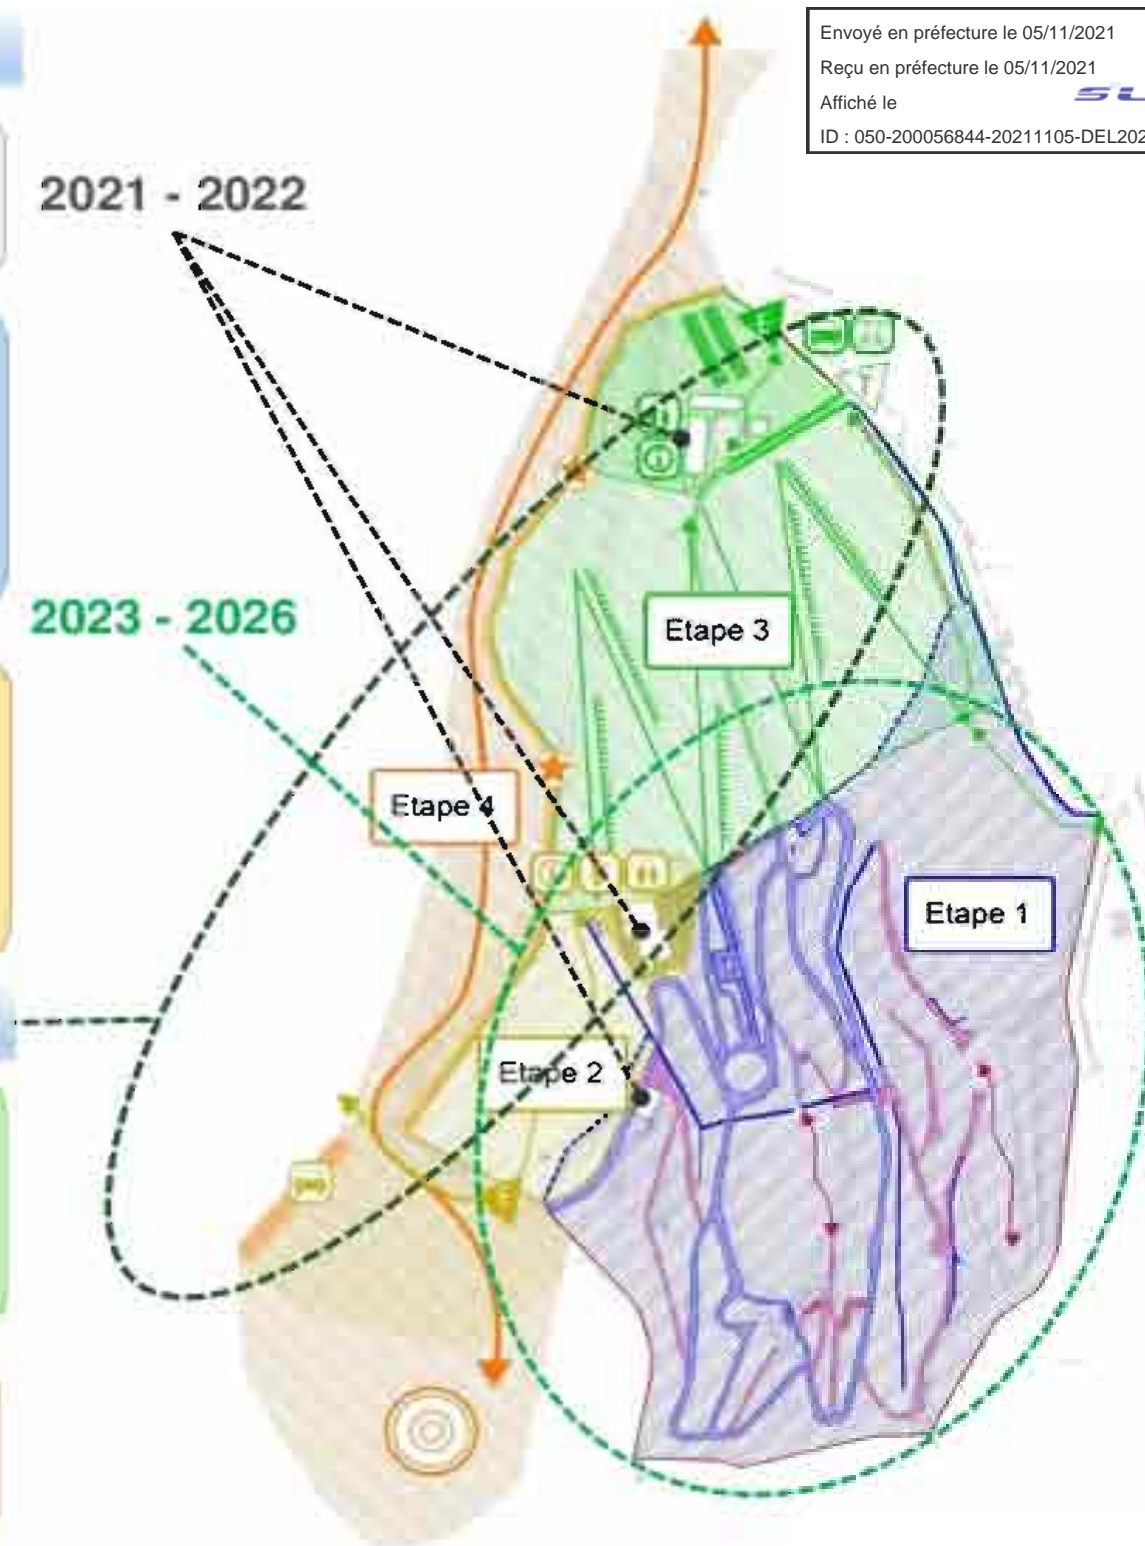 Envoyé en préfecture le 05/11/2021
Reçu en préfecture le 05/11/2021
Affiché le
ID : 050-200056844-20211105-DEL202
2021 - 2022
2023 - 2026
Etape 3
Etape 4
Etape 1
Etape 2